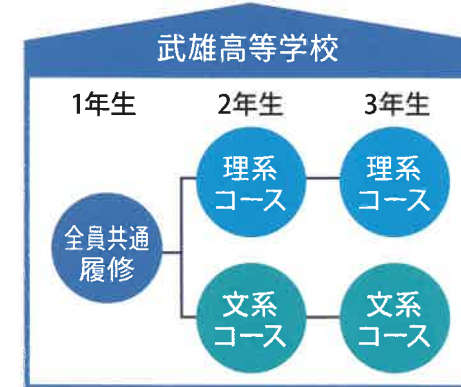 武雄高等学校
1年生 2年生 3年生
全員共通
履修
理系
コース
理系
コース
文系
コース
文系
コース